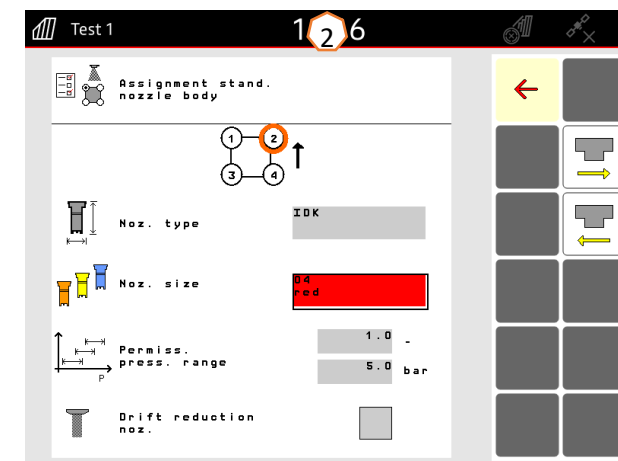 Test 1
1 2 6
Assignment stand.
nozzle body
1 2
3 4
Noz. type
IDK
Noz. size
04
red
Permiss.
press. range
1.0 -
5.0 bar
P
Drift reduction
noz.